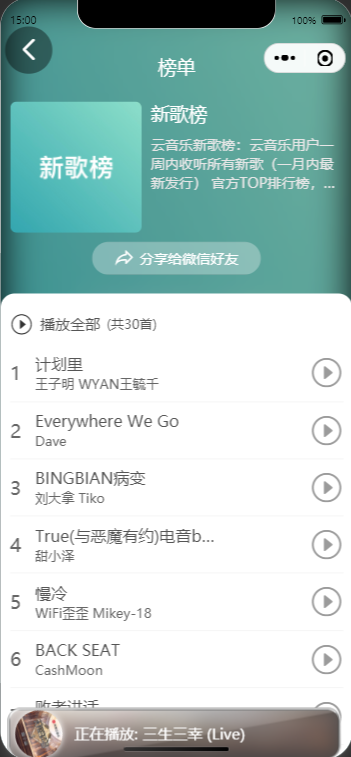 15:00
100%
榜单
新歌榜
新歌榜
云音乐新歌榜：云音乐用户一
周内收听所有新歌（一月内最
新发行） 官方TOP排行榜，...
分享给微信好友
播放全部 (共30首)
1
计划里
王子明 WYAN王毓千
2
Everywhere We Go
Dave
3
BINGBIAN病变
刘大拿 Tiko
4
True(与恶魔有约)电音b...
甜小泽
5
慢冷
WiFi歪歪 Mikey-18
6
BACK SEAT
CashMoon
败者讲话
正在播放: 三生三幸 (Live)